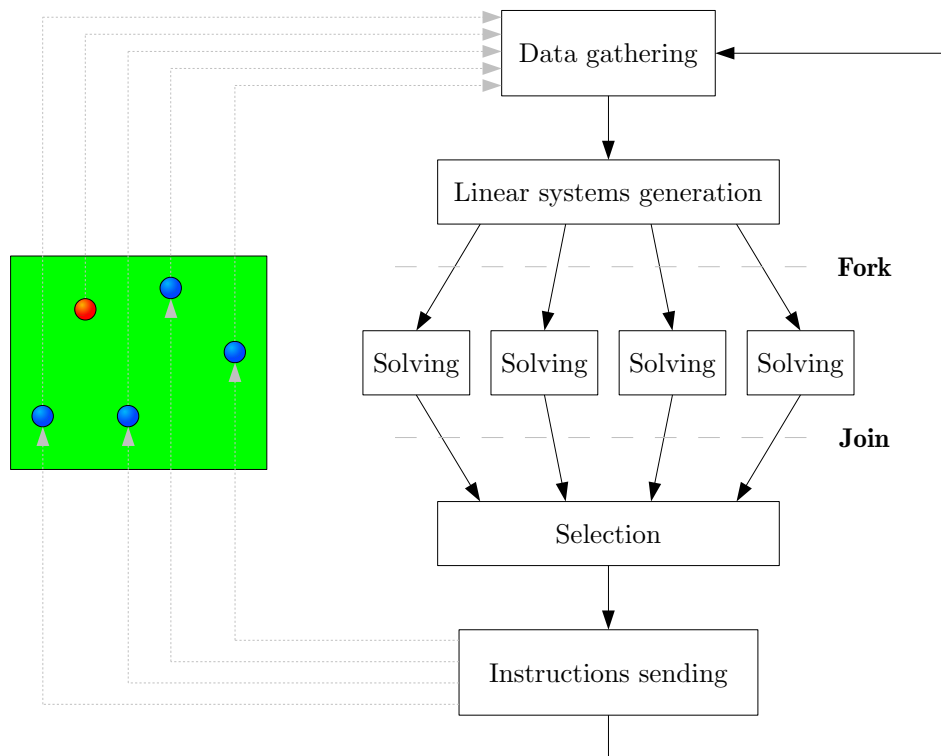 Data gathering
Linear systems generation
Fork
Solving
Solving
Solving
Solving
Join
Selection
Instructions sending